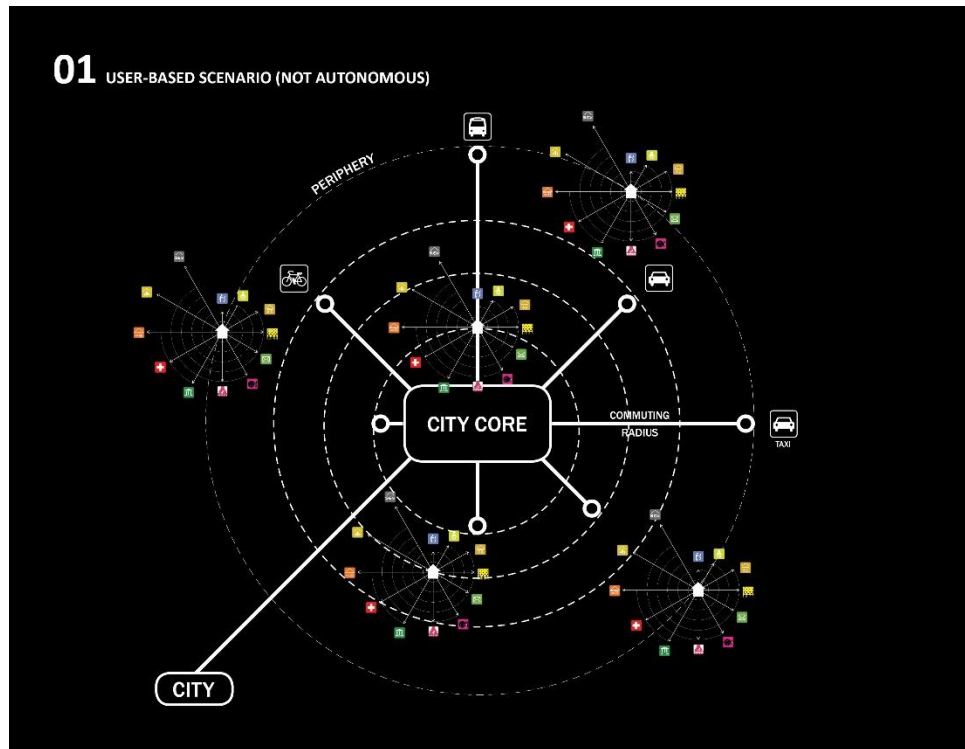 01 USER-BASED SCENARIO (NOT AUTONOMOUS)
PERIPHERY
CITY CORE
COMMUTING
RADIUS
TAXI
CITY